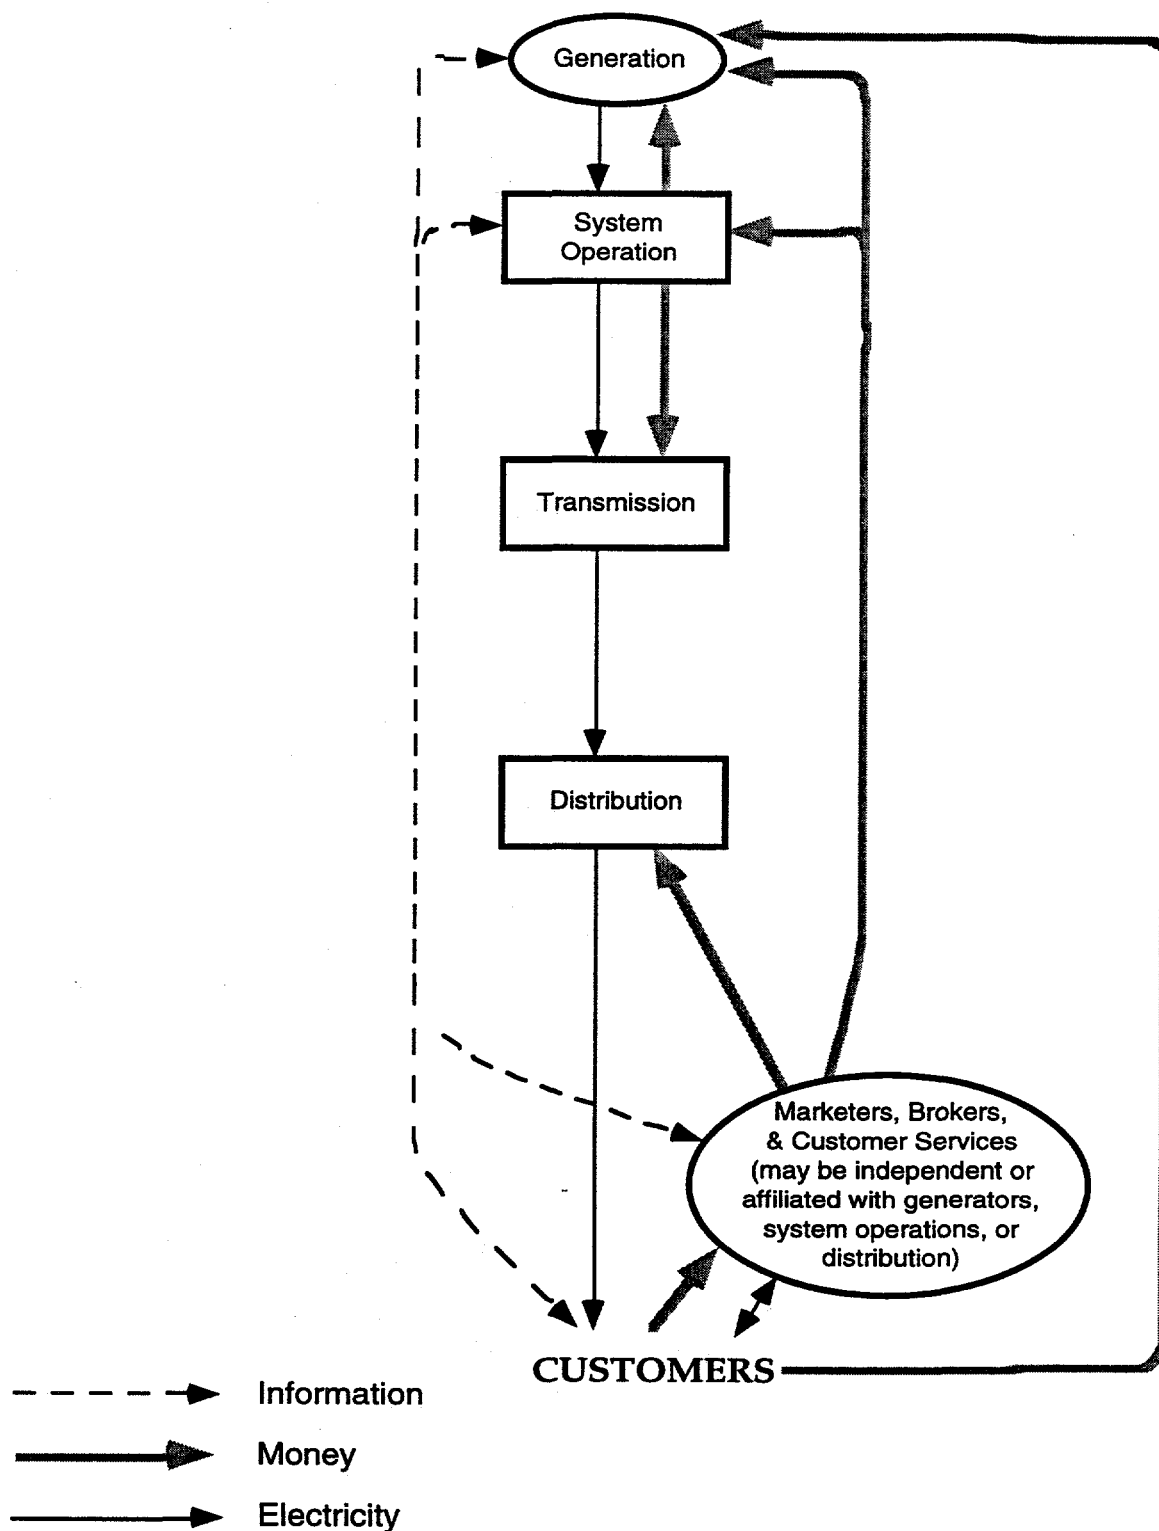 Generation
System
Operation
Transmission
Distribution
Marketers, Brokers,
& Customer Services
(may be independent or
affiliated with generators,
system operations, or
distribution)
CUSTOMERS
Information
Money
Electricity